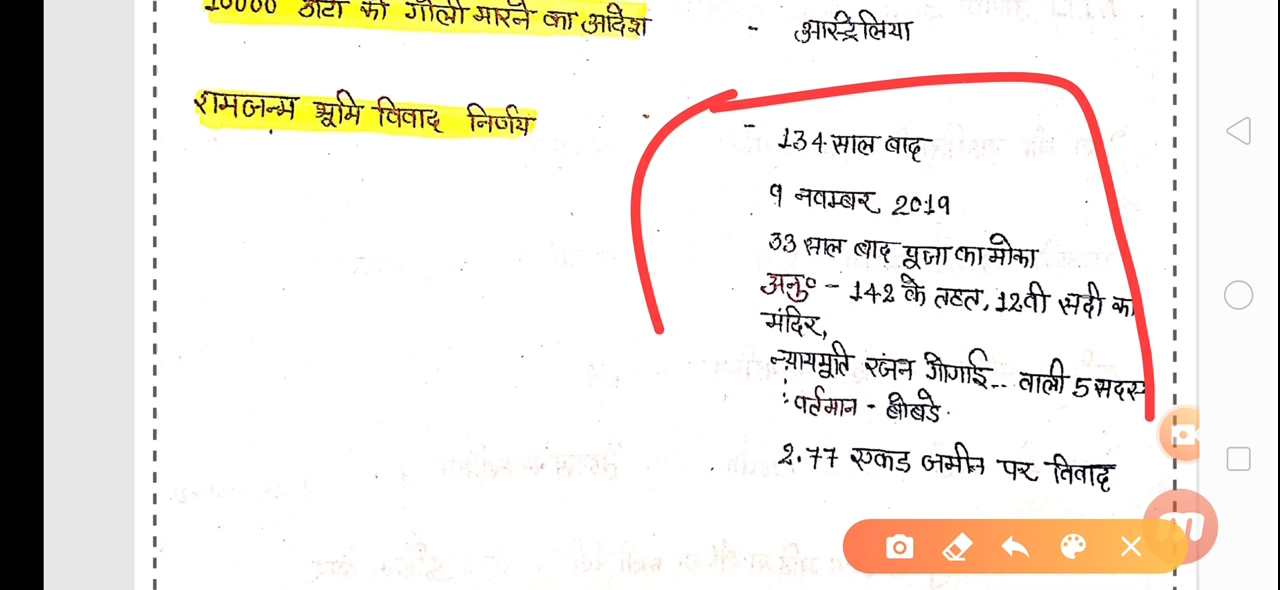 10000 ऊंटों को गोली मारने का आदेश - आस्ट्रेलिया
रामजन्म भूमि विवाद निर्णय - 134 साल बाद
9 नवम्बर 2019
33 साल बाद पूजा का मौका
अनु० - 142 के तहत, 12वी सदी का
मंदिर,
न्यायमूर्ति रंजन गोगाई.. वाली 5 सदस्
वर्तमान - बोबडे
2.77 एकड जमीन पर विवाद